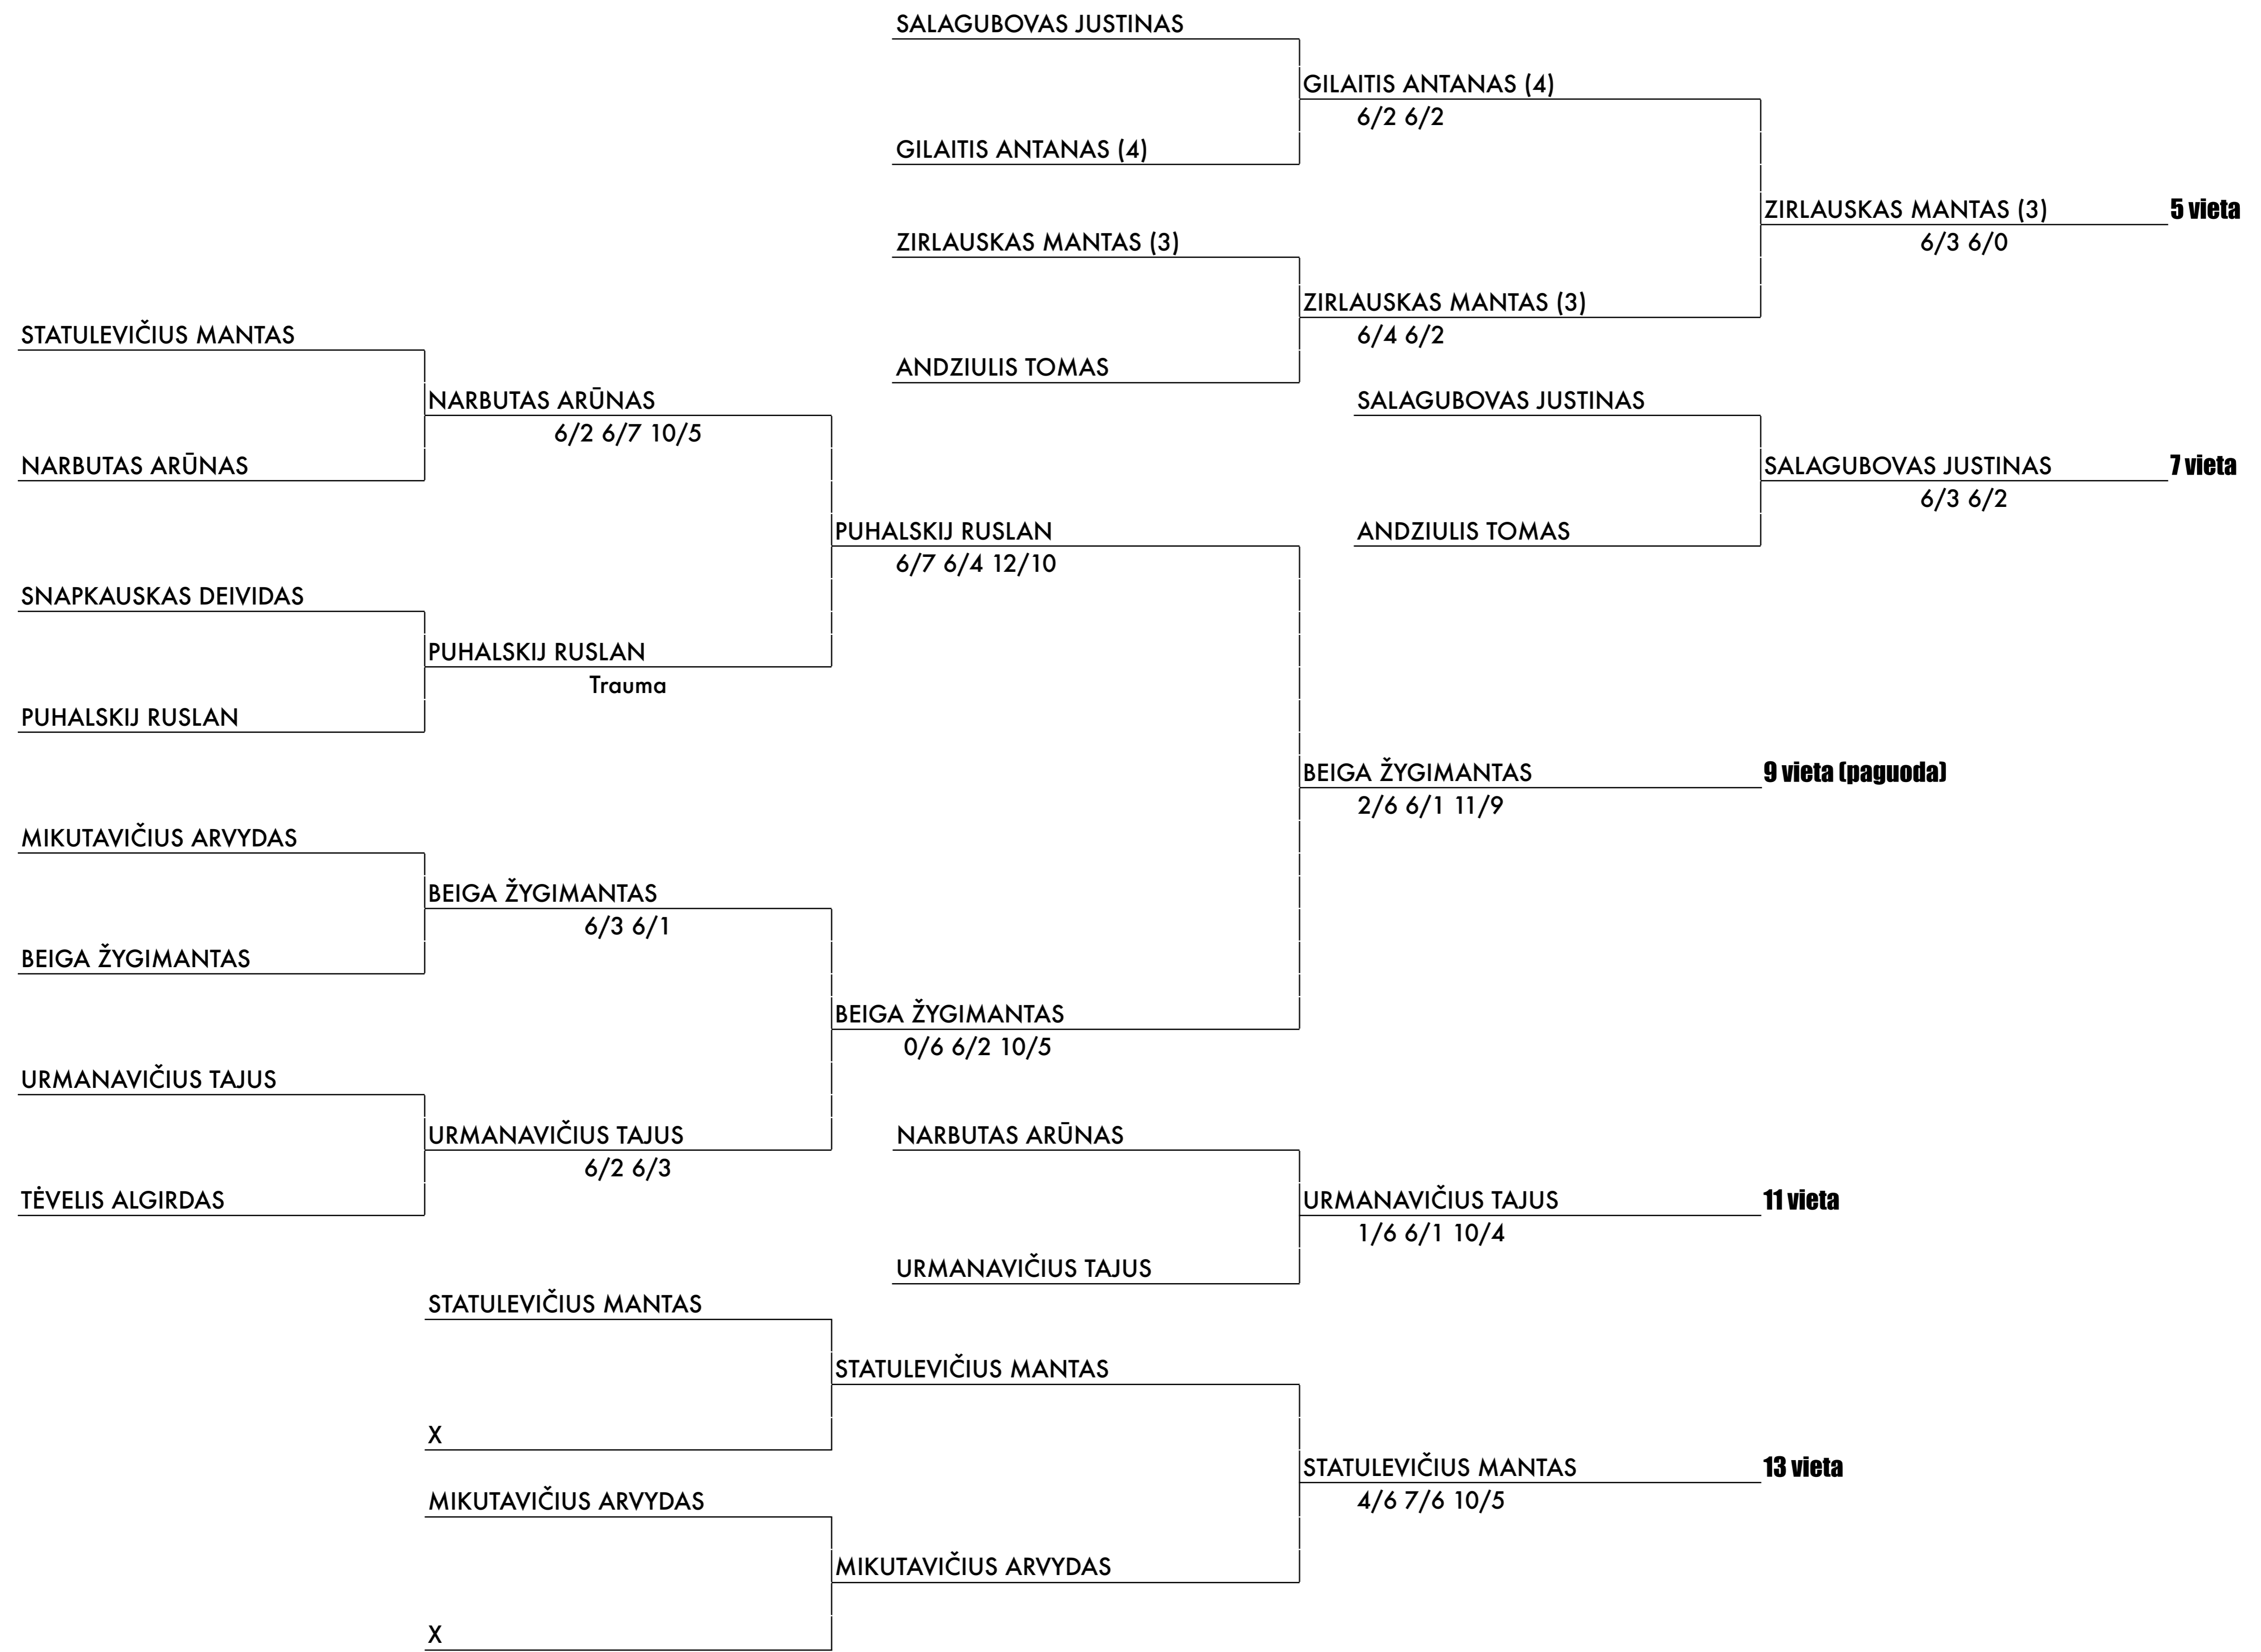 SALAGUBOVAS JUSTINAS
GILAITIS ANTANAS (4)
6/2 6/2
GILAITIS ANTANAS (4)
ZIRLAUSKAS MANTAS (3) 5 vieta
6/3 6/0
ZIRLAUSKAS MANTAS (3)
ZIRLAUSKAS MANTAS (3)
6/4 6/2
STATULEVIČIUS MANTAS
ANDZIULIS TOMAS
NARBUTAS ARŪNAS
6/2 6/7 10/5
SALAGUBOVAS JUSTINAS
NARBUTAS ARŪNAS
SALAGUBOVAS JUSTINAS 7 vieta
6/3 6/2
PUHALSKIJ RUSLAN
6/7 6/4 12/10
ANDZIULIS TOMAS
SNAPKAUSKAS DEIVIDAS
PUHALSKIJ RUSLAN
Trauma
PUHALSKIJ RUSLAN
BEIGA ŽYGIMANTAS 9 vieta (paguoda)
2/6 6/1 11/9
MIKUTAVIČIUS ARVYDAS
BEIGA ŽYGIMANTAS
6/3 6/1
BEIGA ŽYGIMANTAS
BEIGA ŽYGIMANTAS
0/6 6/2 10/5
URMANAVIČIUS TAJUS
URMANAVIČIUS TAJUS
6/2 6/3
NARBUTAS ARŪNAS
TĖVELIS ALGIRDAS
URMANAVIČIUS TAJUS 11 vieta
1/6 6/1 10/4
URMANAVIČIUS TAJUS
STATULEVIČIUS MANTAS
STATULEVIČIUS MANTAS
X
STATULEVIČIUS MANTAS 13 vieta
4/6 7/6 10/5
MIKUTAVIČIUS ARVYDAS
MIKUTAVIČIUS ARVYDAS
X